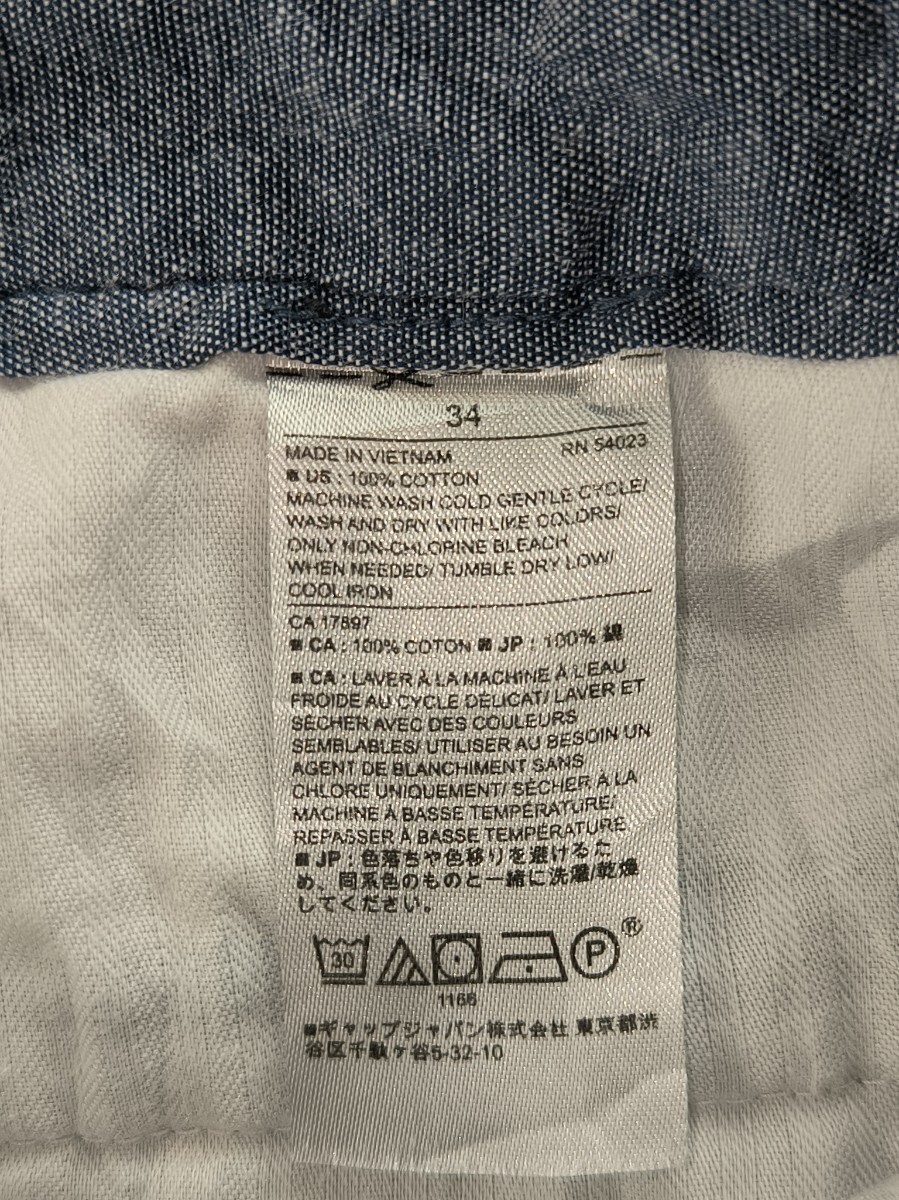 34
MADE IN VIETNAM RN 54023
■ US : 100% COTTON
MACHINE WASH COLD GENTLE CYCLE/
WASH AND DRY WITH LIKE COLORS/
ONLY NON-CHLORINE BLEACH
WHEN NEEDED/ TUMBLE DRY LOW/
COOL IRON
CA 17897
■ CA : 100% COTON ■ JP : 100% 綿
■ CA : LAVER À LA MACHINE À L'EAU
FROIDE AU CYCLE DÉLICAT/ LAVER ET
SÉCHER AVEC DES COULEURS
SEMBLABLES/ UTILISER AU BESOIN UN
AGENT DE BLANCHIMENT SANS
CHLORE UNIQUEMENT/ SÉCHER À LA
MACHINE À BASSE TEMPÉRATURE/
REPASSER À BASSE TEMPÉRATURE
■ JP : 色落ちや色移りを避けるた
め、同系色のものと一緒に洗濯/乾燥
してください。
30 P ®
1166
■ギャップジャパン株式会社 東京都渋
谷区千駄ヶ谷5-32-10